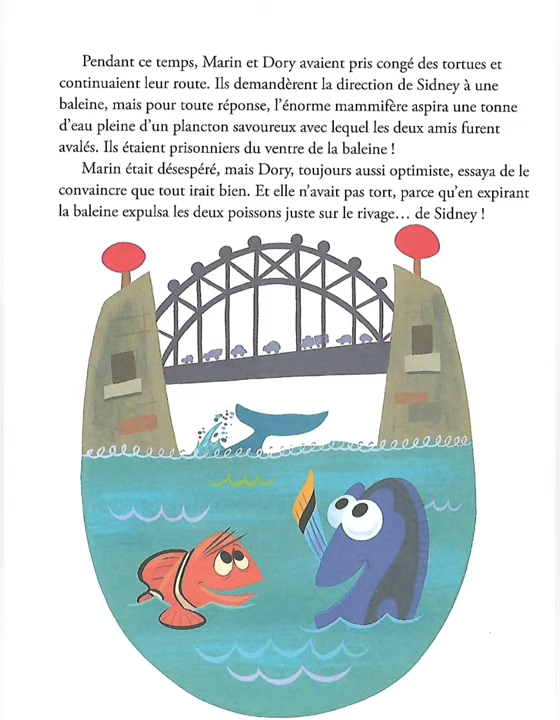 Pendant ce temps, Marin et Dory avaient pris congé des tortues et
continuaient leur route. Ils demandèrent la direction de Sidney à une
baleine, mais pour toute réponse, l'énorme mammifère aspira une tonne
d'eau pleine d'un plancton savoureux avec lequel les deux amis furent
avalés. Ils étaient prisonniers du ventre de la baleine !
Marin était désespéré, mais Dory, toujours aussi optimiste, essaya de le
convaincre que tout irait bien. Et elle n'avait pas tort, parce qu'en expirant
la baleine expulsa les deux poissons juste sur le rivage… de Sidney !